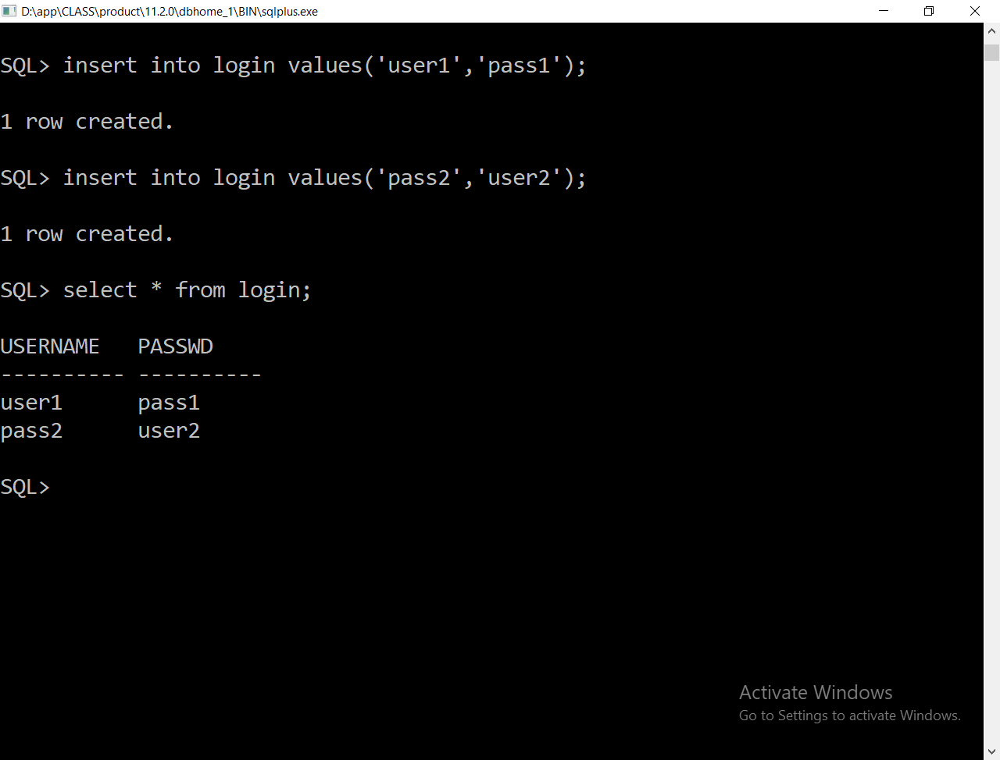 D:\app\CLASS\product\11.2.0\dbhome_1\BIN\sqlplus.exe
SQL> insert into login values('user1','pass1');
1 row created.
SQL> insert into login values('pass2','user2');
1 row created.
SQL> select * from login;
USERNAME   PASSWD
---------- ----------
user1      pass1
pass2      user2
SQL>
Activate Windows
Go to Settings to activate Windows.